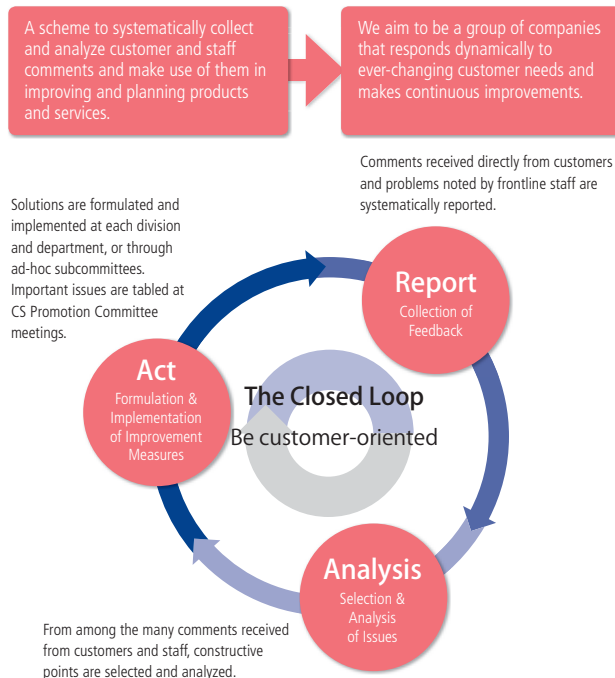 A scheme to systematically collect
and analyze customer and staff
comments and make use of them in
improving and planning products
and services.
We aim to be a group of companies
that responds dynamically to
ever-changing customer needs and
makes continuous improvements.
Comments received directly from customers
and problems noted by frontline staff are
systematically reported.
Solutions are formulated and
implemented at each division
and department, or through
ad-hoc subcommittees.
Important issues are tabled at
CS Promotion Committee
meetings.
Report
Collection of
Feedback
Act
Formulation &
Implementation
of Improvement
Measures
The Closed Loop
Be customer-oriented
Analysis
Selection &
Analysis
of Issues
From among the many comments received
from customers and staff, constructive
points are selected and analyzed.